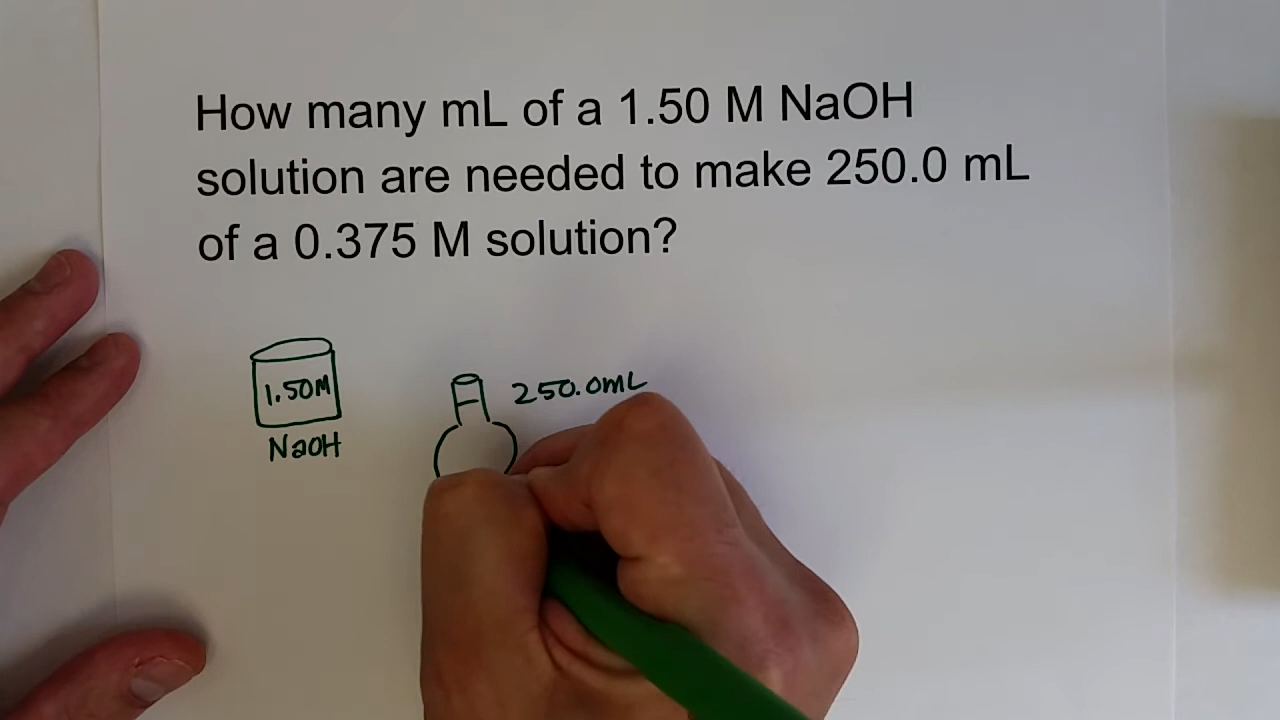 How many mL of a 1.50 M NaOH
solution are needed to make 250.0 mL
of a 0.375 M solution?
1.50M
NaOH
250.0mL